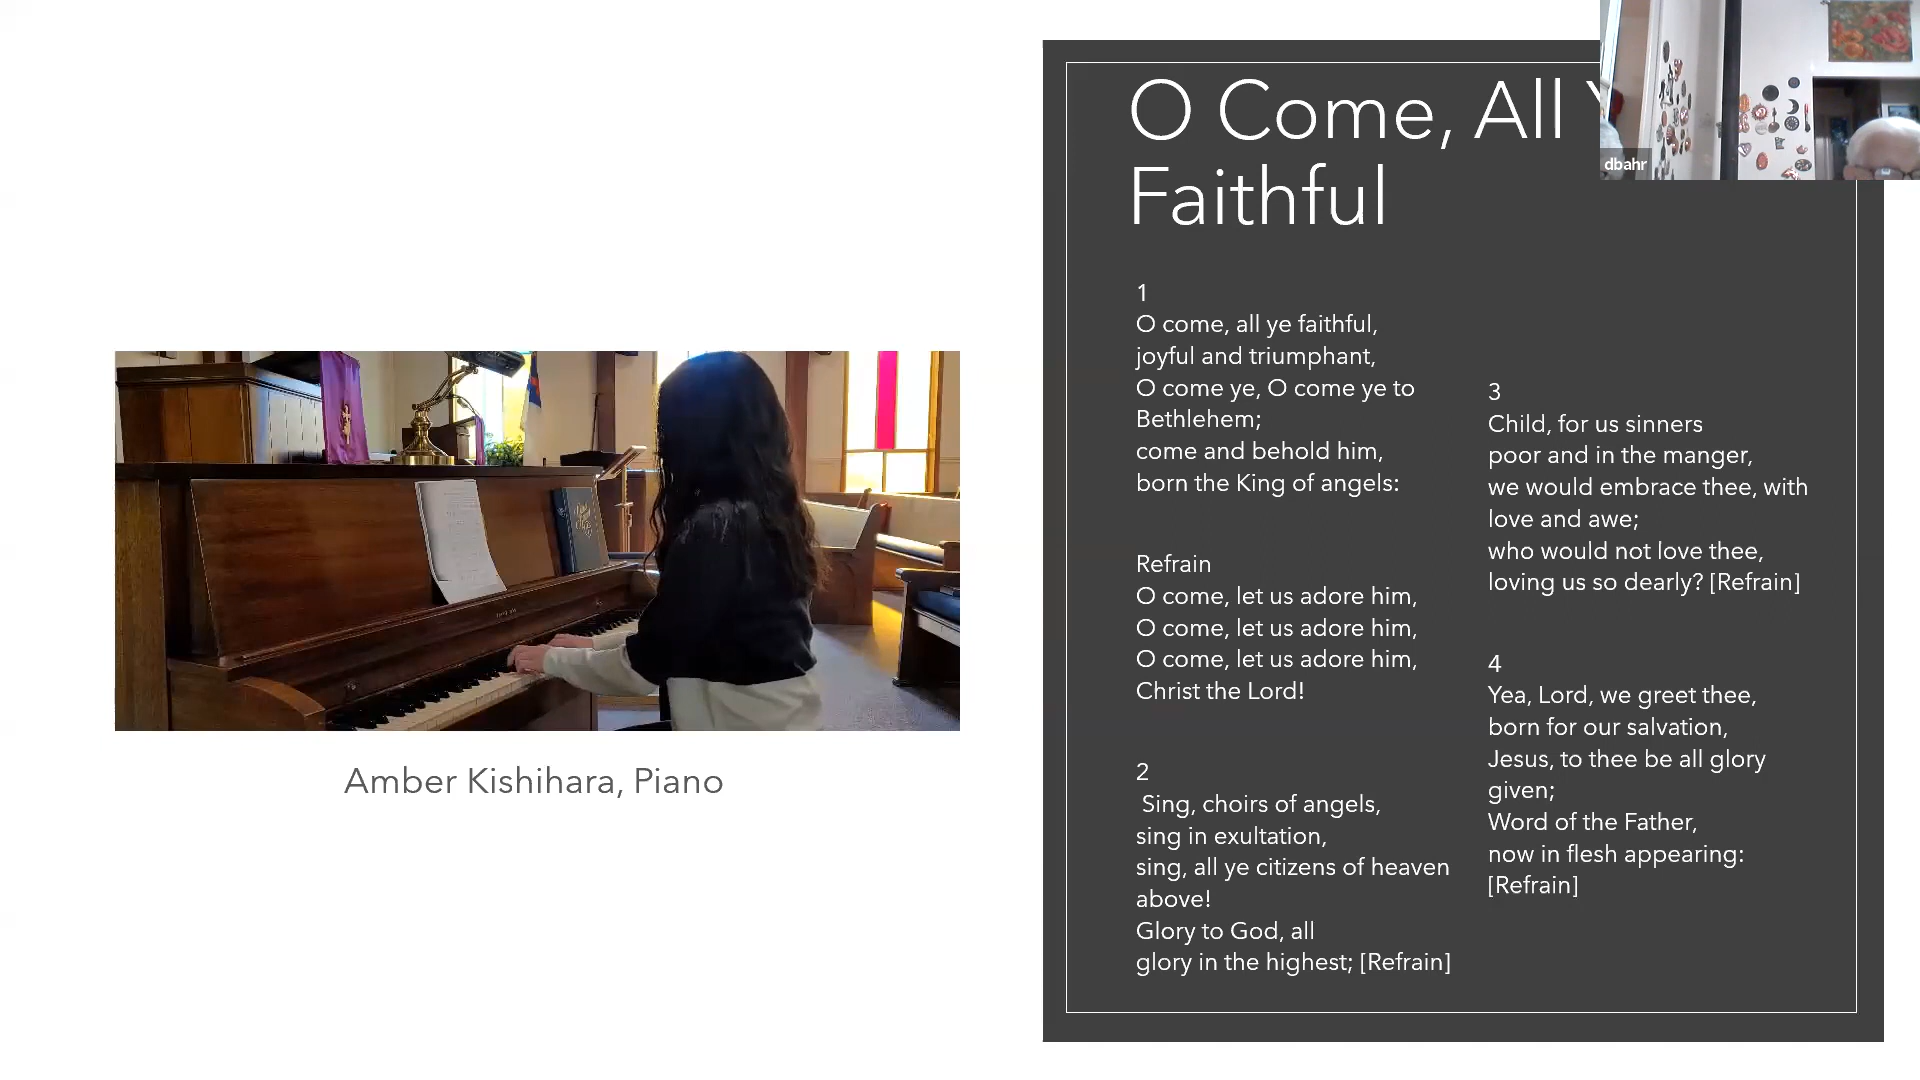 O Come, All Y
Faithful
dbahr
1
O come, all ye faithful,
joyful and triumphant,
O come ye, O come ye to
Bethlehem;
come and behold him,
born the King of angels:
Refrain
O come, let us adore him,
O come, let us adore him,
O come, let us adore him,
Christ the Lord!
2
Sing, choirs of angels,
sing in exultation,
sing, all ye citizens of heaven
above!
Glory to God, all
glory in the highest; [Refrain]
3
Child, for us sinners
poor and in the manger,
we would embrace thee, with
love and awe;
who would not love thee,
loving us so dearly? [Refrain]
4
Yea, Lord, we greet thee,
born for our salvation,
Jesus, to thee be all glory
given;
Word of the Father,
now in flesh appearing:
[Refrain]
Amber Kishihara, Piano